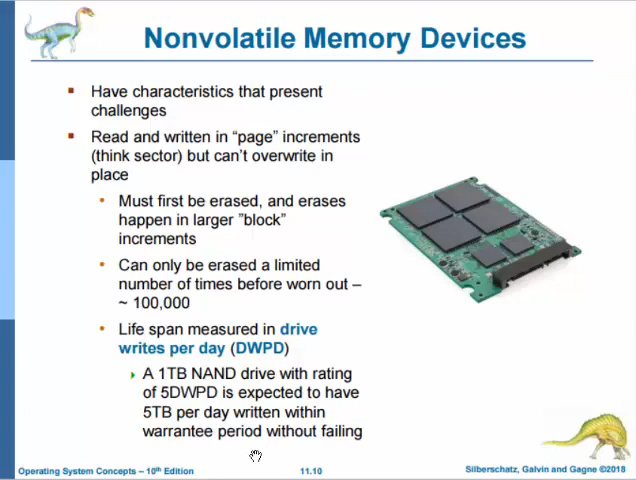 Nonvolatile Memory Devices
Have characteristics that present
challenges
Read and written in “page” increments
(think sector) but can’t overwrite in
place
Must first be erased, and erases
happen in larger ”block”
increments
Can only be erased a limited
number of times before worn out –
~ 100,000
Life span measured in drive
writes per day (DWPD)
A 1TB NAND drive with rating
of 5DWPD is expected to have
5TB per day written within
warrantee period without failing
Operating System Concepts – 10th Edition
11.10
Silberschatz, Galvin and Gagne ©2018